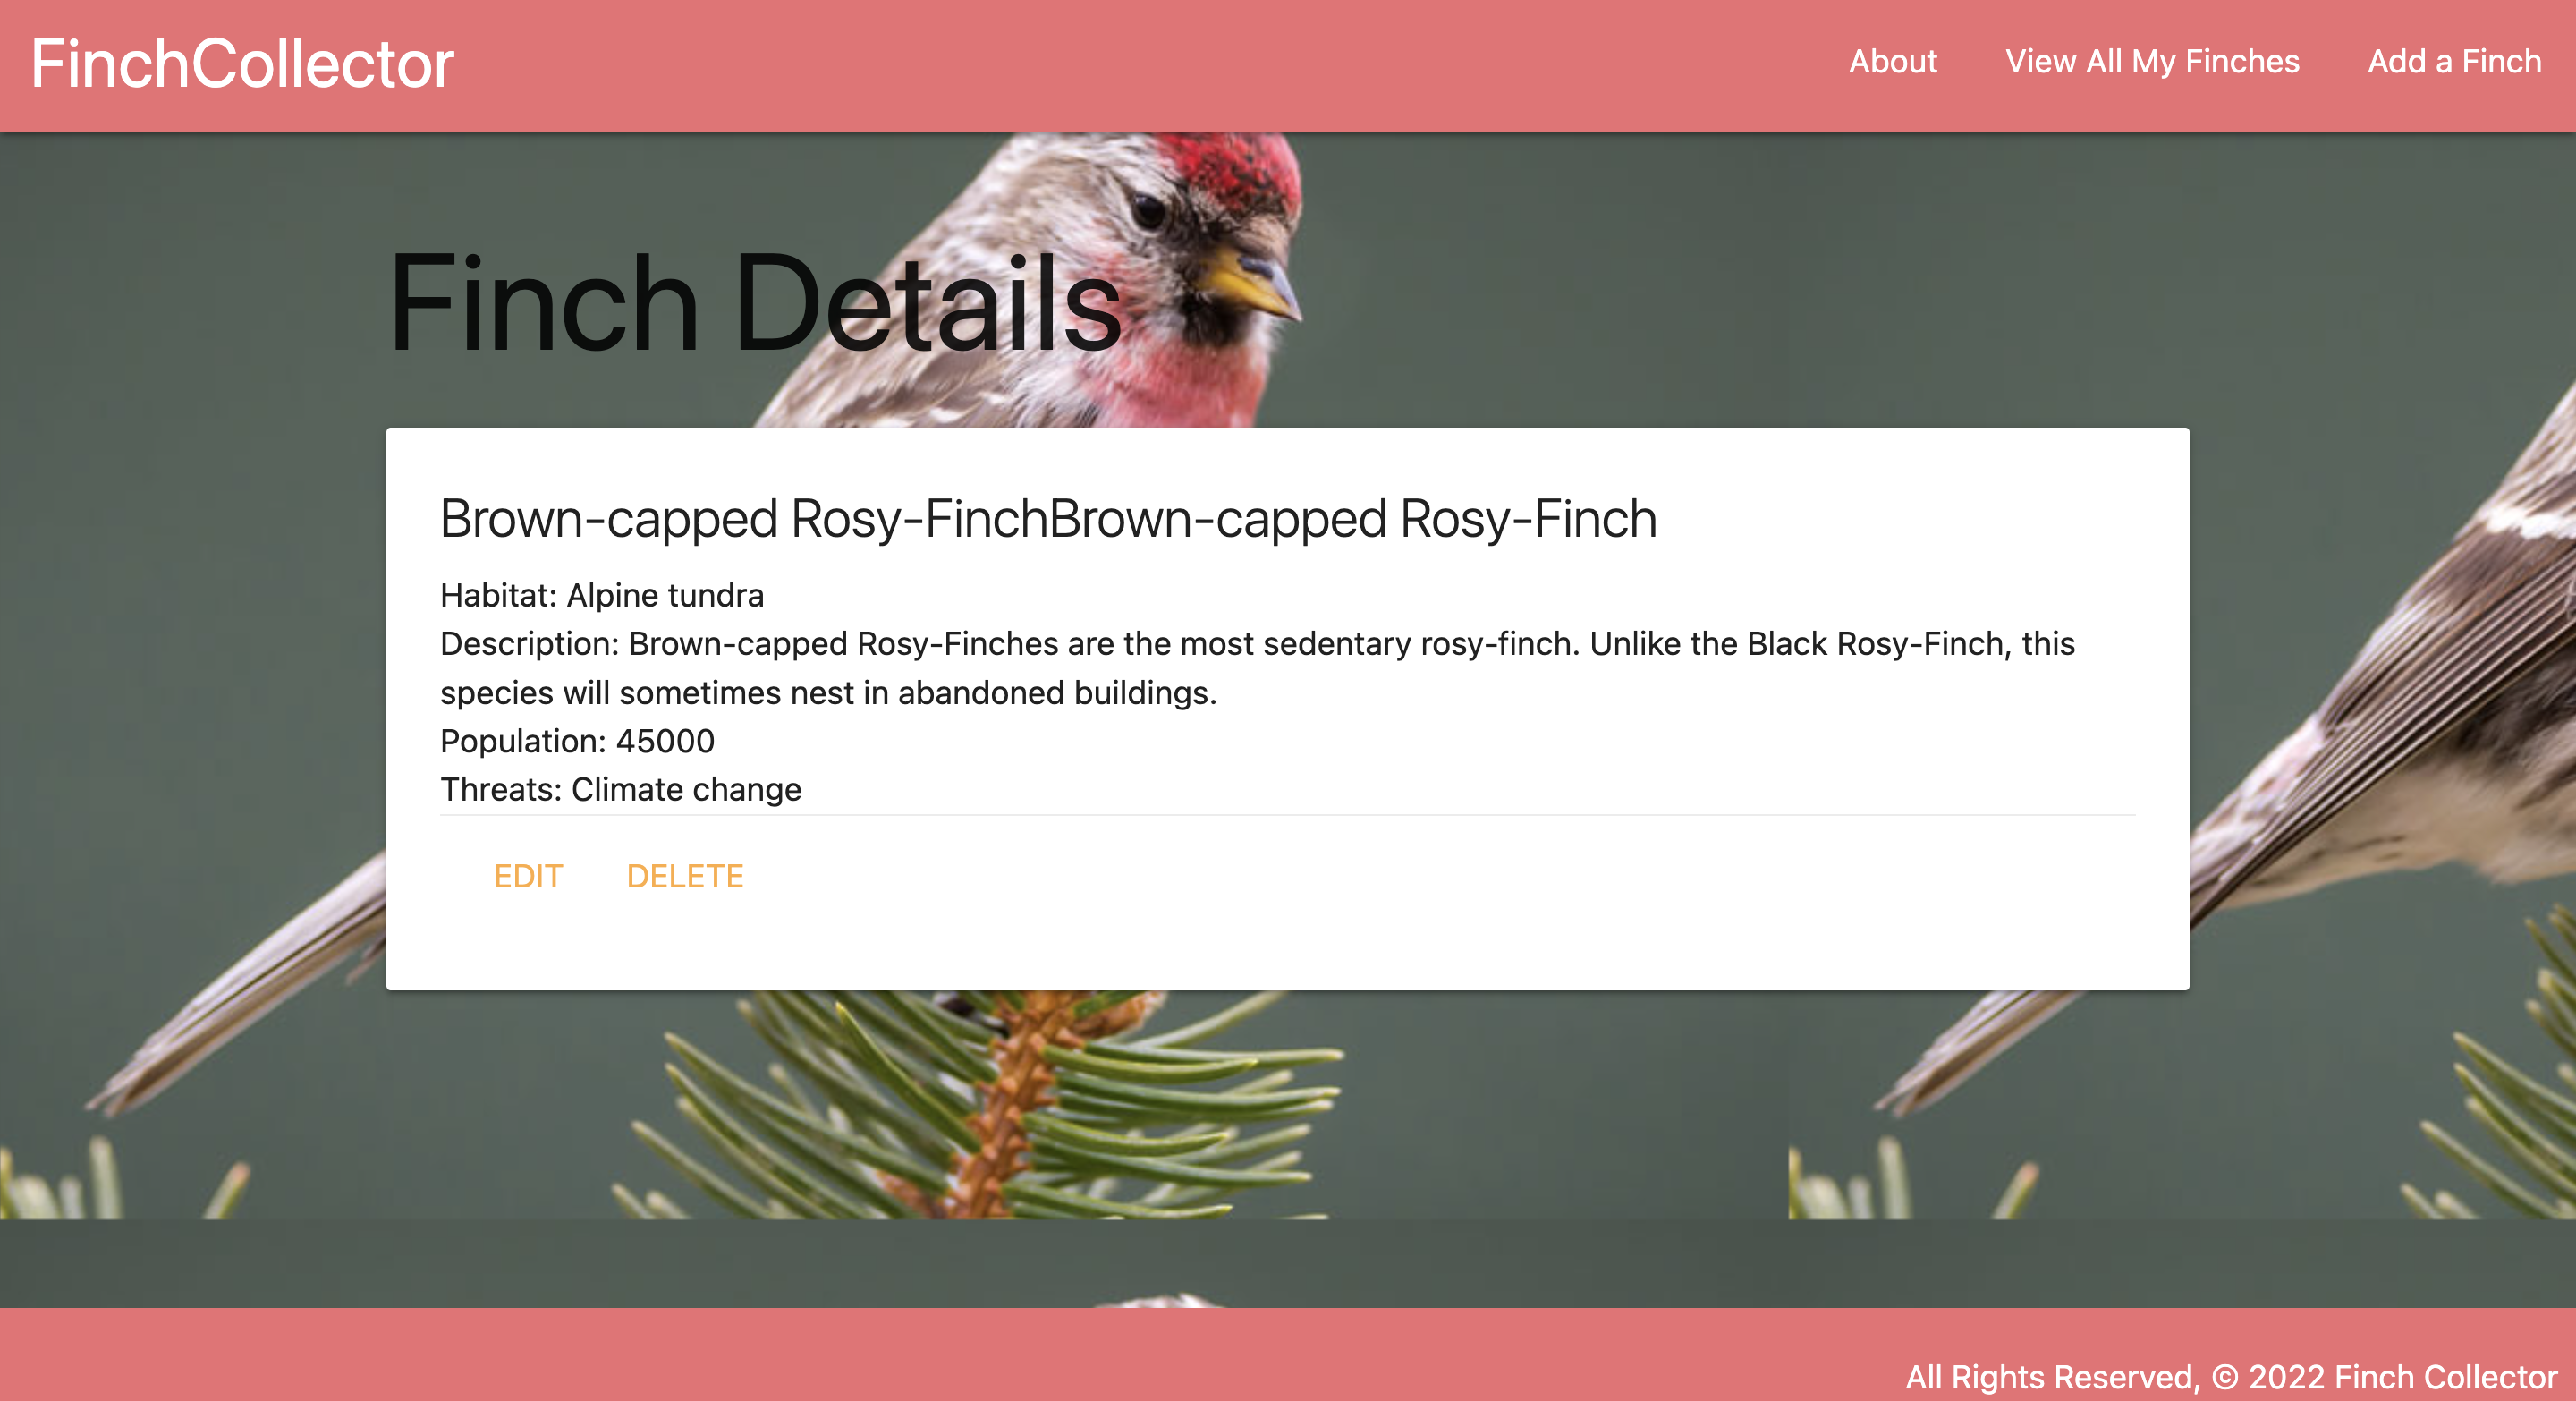 FinchCollector
About View All My Finches Add a Finch
Finch Details
Brown-capped Rosy-FinchBrown-capped Rosy-Finch
Habitat: Alpine tundra
Description: Brown-capped Rosy-Finches are the most sedentary rosy-finch. Unlike the Black Rosy-Finch, this
species will sometimes nest in abandoned buildings.
Population: 45000
Threats: Climate change
EDIT DELETE
All Rights Reserved, © 2022 Finch Collector